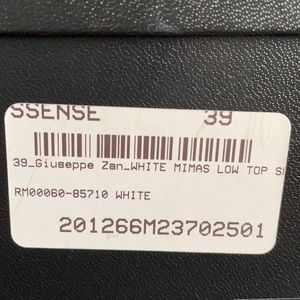 SSENSE 39
39_Giuseppe Zan_WHITE MIMAS LOW TOP
RM00060-85710 WHITE
201266M23702501